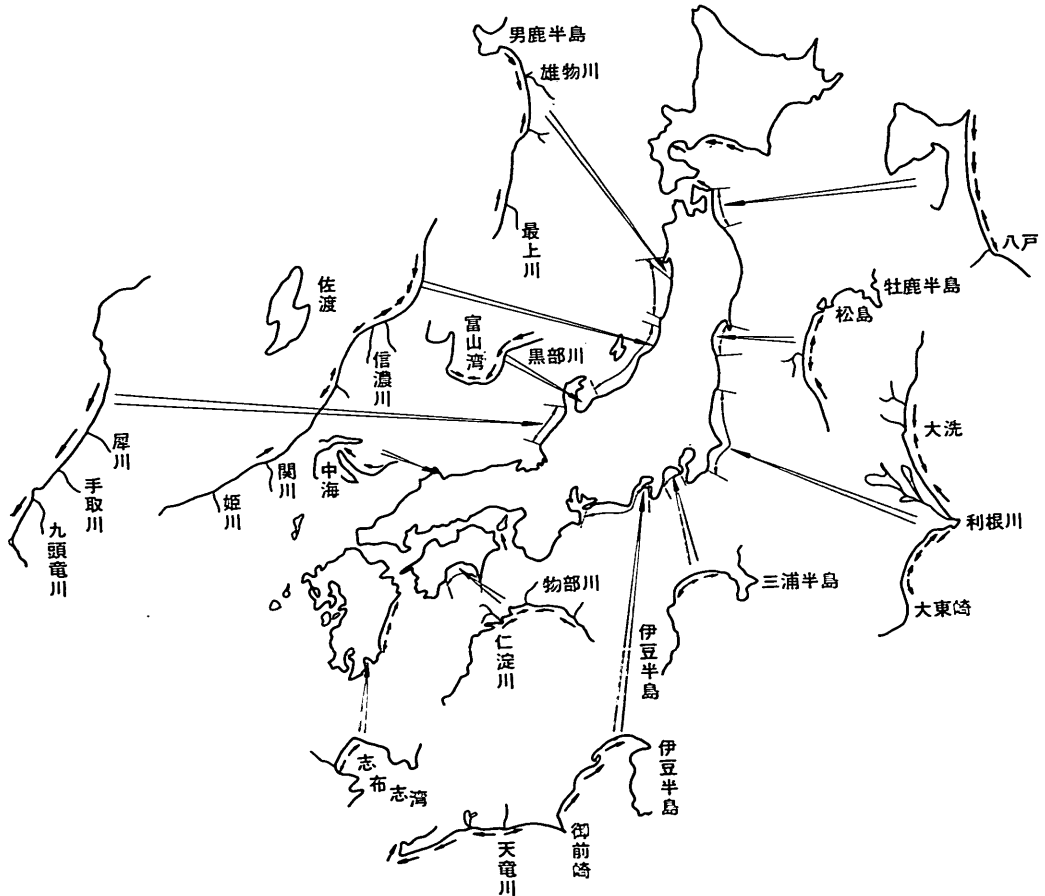 男鹿半島
雄物川
最上川
八戸
牡鹿半島
松島
佐渡
富山湾
黒部川
信濃川
大洗
犀川
手取川
九頭竜川
中海
関川
姫川
利根川
三浦半島
大東崎
物部川
仁淀川
伊豆半島
志布志湾
伊豆半島
御前崎
天竜川